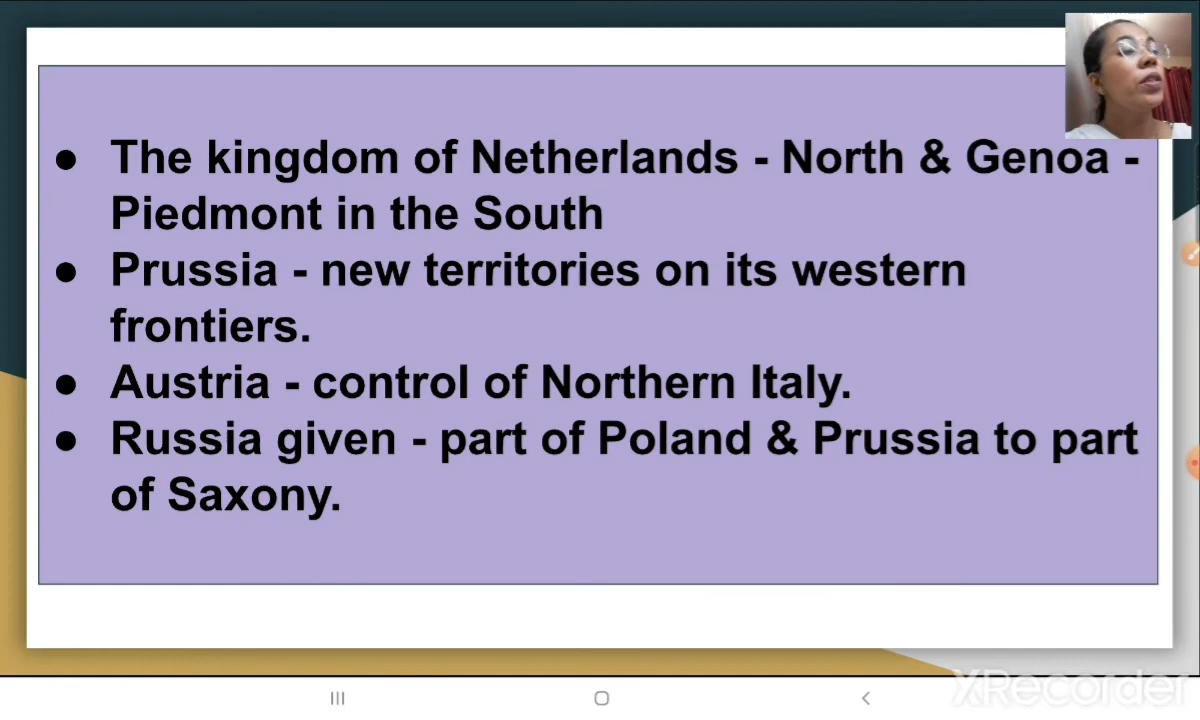 ● The kingdom of Netherlands - North & Genoa -
Piedmont in the South
● Prussia - new territories on its western
frontiers.
● Austria - control of Northern Italy.
● Russia given - part of Poland & Prussia to part
of Saxony.
XRecorder